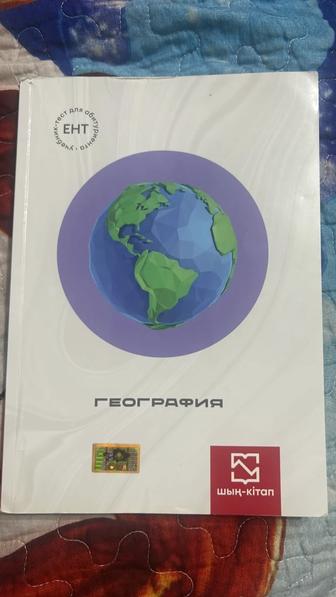 учебник-тест для абитуриента •
ЕНТ
ГЕОГРАФИЯ
шың-кітап